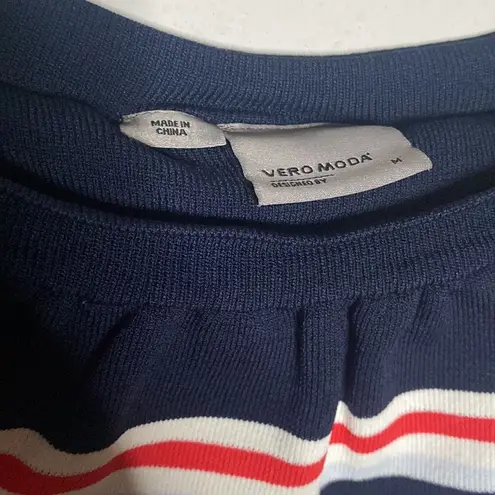 MADE IN
CHINA
VERO MODA
M
DESIGNED BY